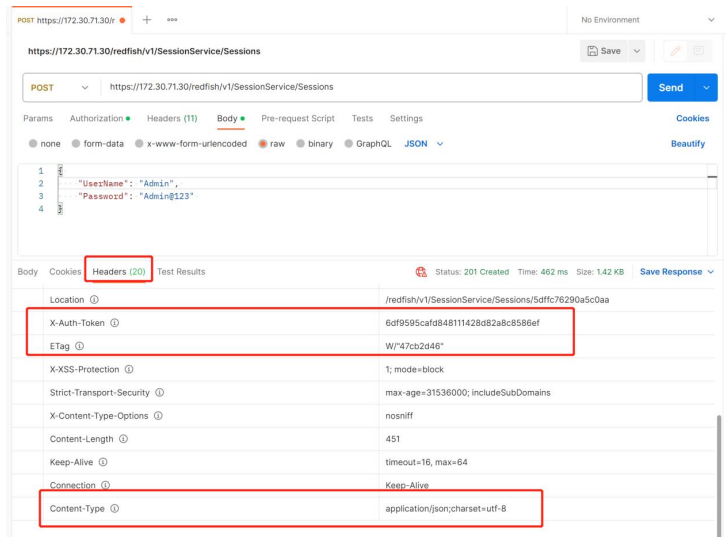 POST https://172.30.71.30/r
No Environment
https://172.30.71.30/redfish/v1/SessionService/Sessions
Save
POST https://172.30.71.30/redfish/v1/SessionService/Sessions Send
Params Authorization Headers (11) Body Pre-request Script Tests Settings Cookies
none form-data x-www-form-urlencoded raw binary GraphQL JSON Beautify
1 {
2 "UserName": "Admin",
3 "Password": "Admin@123"
4 }
Body Cookies Headers (20) Test Results Status: 201 Created Time: 462 ms Size: 1.42 KB Save Response
Location /redfish/v1/SessionService/Sessions/5dffc76290a5c0aa
X-Auth-Token 6df9595cafd848111428d82a8c8586ef
ETag W/"47cb2d46"
X-XSS-Protection 1; mode=block
Strict-Transport-Security max-age=31536000; includeSubDomains
X-Content-Type-Options nosniff
Content-Length 451
Keep-Alive timeout=16, max=64
Connection Keep-Alive
Content-Type application/json;charset=utf-8